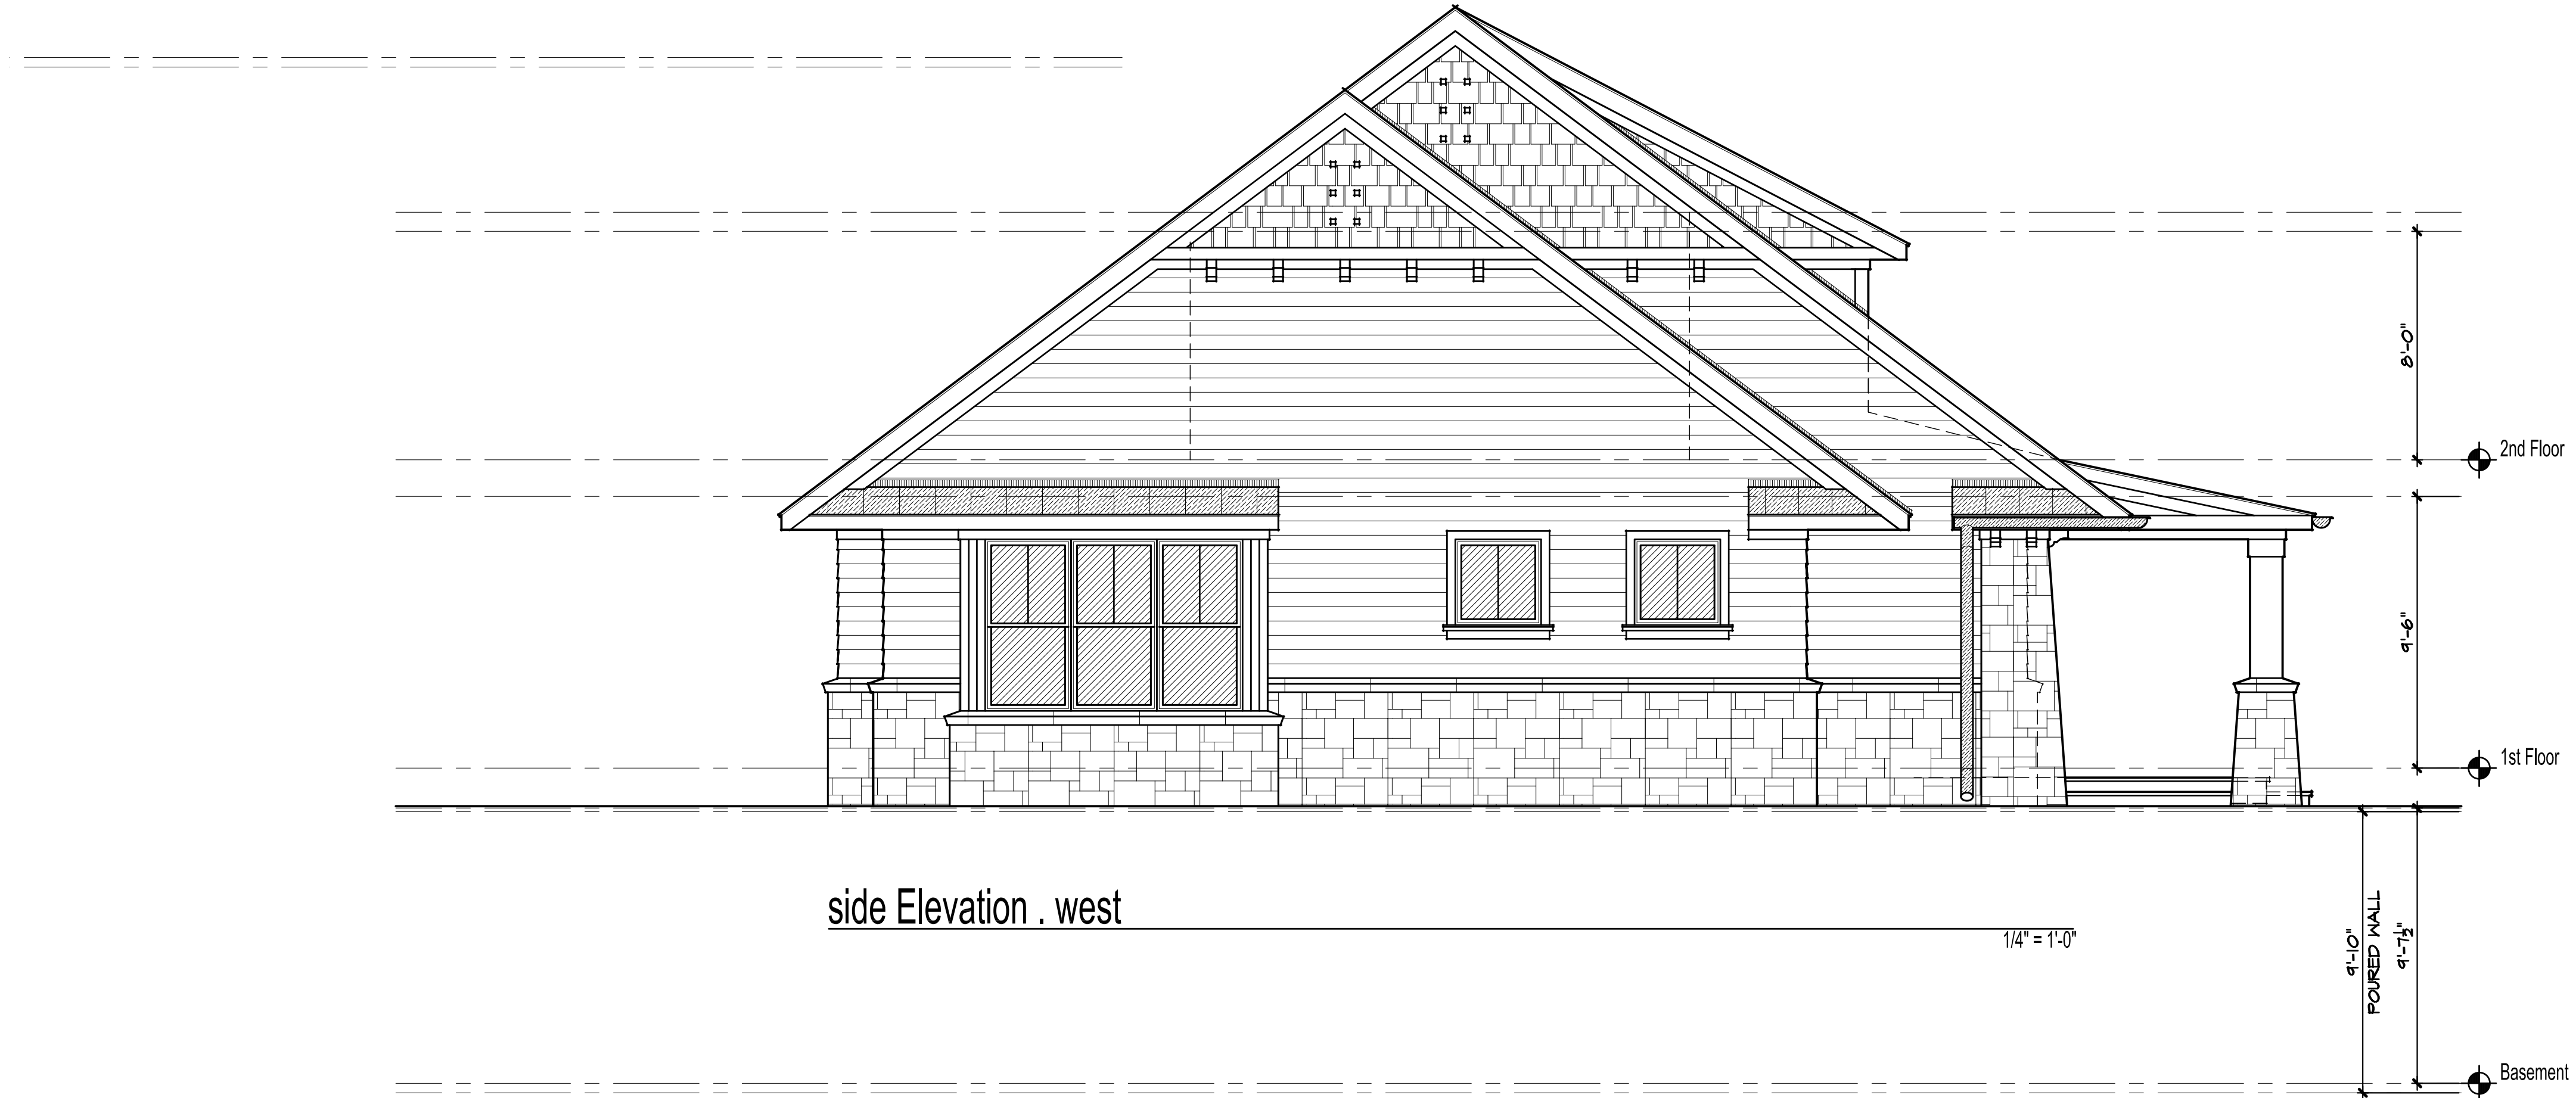 8'-0"
2nd Floor
9'-6"
1st Floor
side Elevation . west
1/4" = 1'-0"
9'-10"
POURED WALL
9'-7½"
Basement